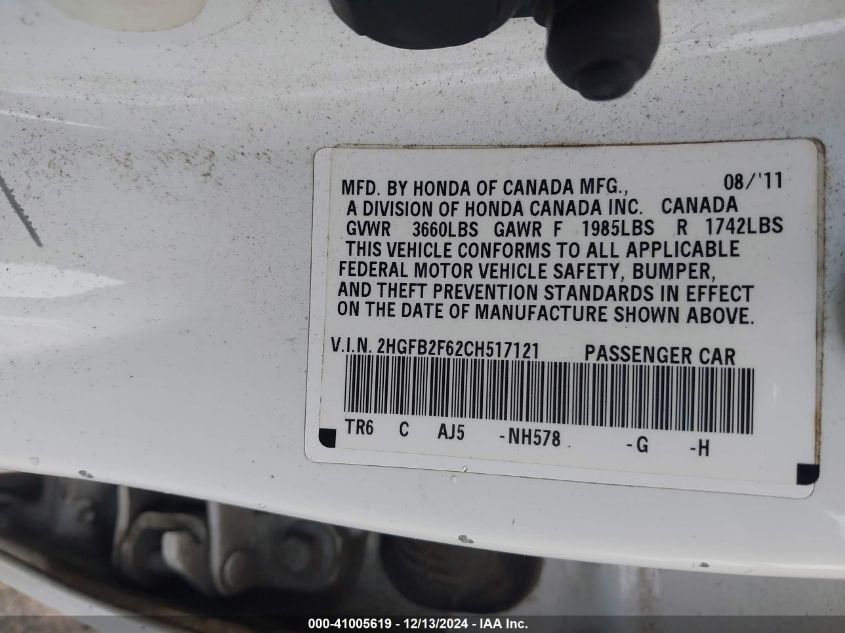 08/'11
MFD. BY HONDA OF CANADA MFG.,
A DIVISION OF HONDA CANADA INC. CANADA
GVWR 3660LBS GAWR F 1985LBS R 1742LBS
THIS VEHICLE CONFORMS TO ALL APPLICABLE
FEDERAL MOTOR VEHICLE SAFETY, BUMPER,
AND THEFT PREVENTION STANDARDS IN EFFECT
ON THE DATE OF MANUFACTURE SHOWN ABOVE.
V.I.N. 2HGFB2F62CH517121 PASSENGER CAR
TR6 C AJ5 -NH578 -G -H
000-41005619 - 12/13/2024 - IAA Inc.